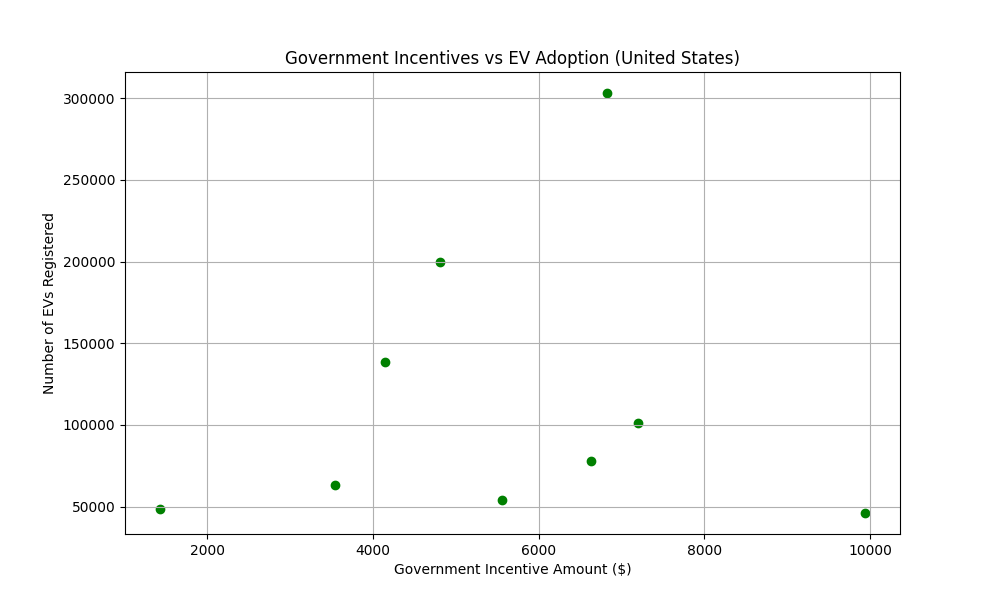 Government Incentives vs EV Adoption (United States)
300000
250000
200000
150000
100000
50000
Number of EVs Registered
2000 4000 6000 8000 10000
Government Incentive Amount ($)